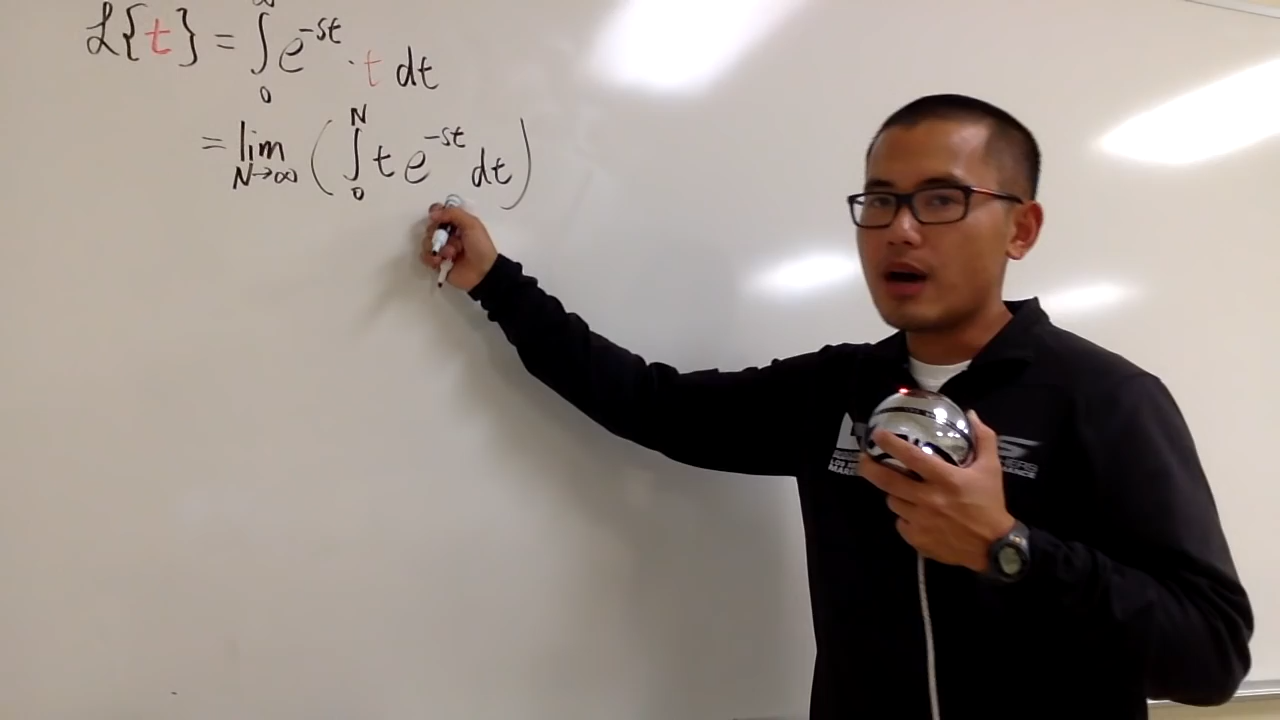 ℒ{t} = ∫₀^∞ e^{-st} · t dt
= lim_{N→∞} ( ∫₀^N t e^{-st} dt )